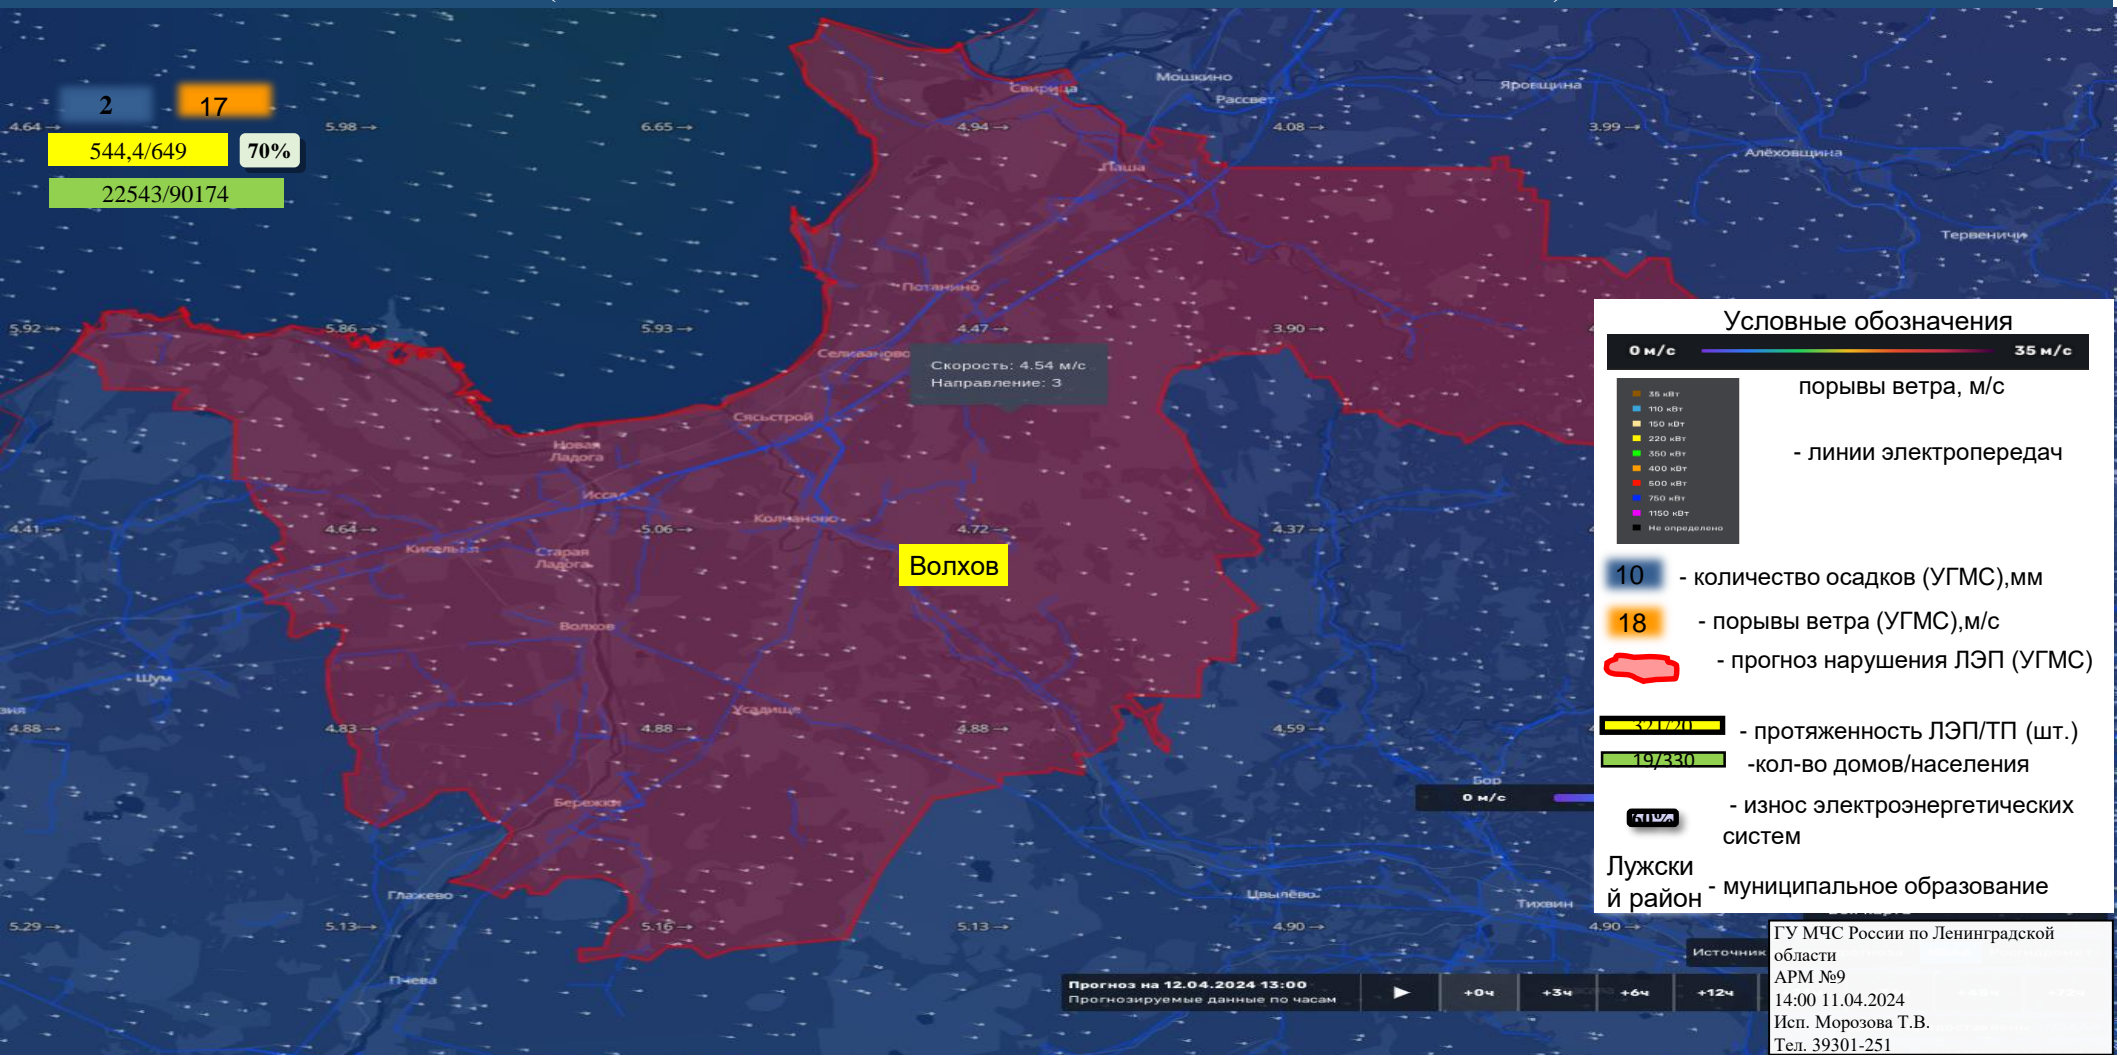 2
17
544,4/649
70%
22543/90174
Мошкино
Свирица
Рассвет
Яровщина
4.64
5.98
6.65
4.94
4.08
3.99
Алёховщина
Паша
Тервеничи
Потанино
5.92
5.86
5.93
4.47
3.90
Селиваново
Скорость: 4.54 м/с
Направление: З
Сясьстрой
Новая
Ладога
Иссад
Колчаново
4.41
4.64
5.06
4.72
4.37
Кисельня
Старая
Ладога
Волхов
Волхов
Шум
Усадище
4.88
4.83
4.88
4.88
4.59
Бор
0 м/с
Бережки
Глажево
Цвылёво
Тихвин
5.29
5.13
5.16
5.13
4.90
4.90
Пчева
Источник
Прогноз на 12.04.2024 13:00
Прогнозируемые данные по часам
+0ч
+3ч
+6ч
+12ч
Условные обозначения
0 м/с
35 м/с
порывы ветра, м/с
35 кВт
110 кВт
150 кВт
220 кВт
350 кВт
400 кВт
500 кВт
750 кВт
1150 кВт
Не определено
- линии электропередач
10 - количество осадков (УГМС),мм
18 - порывы ветра (УГМС),м/с
- прогноз нарушения ЛЭП (УГМС)
321/20 - протяженность ЛЭП/ТП (шт.)
19/330 -кол-во домов/населения
- износ электроэнергетических
систем
Лужски
й район - муниципальное образование
ГУ МЧС России по Ленинградской
области
АРМ №9
14:00 11.04.2024
Исп. Морозова Т.В.
Тел. 39301-251